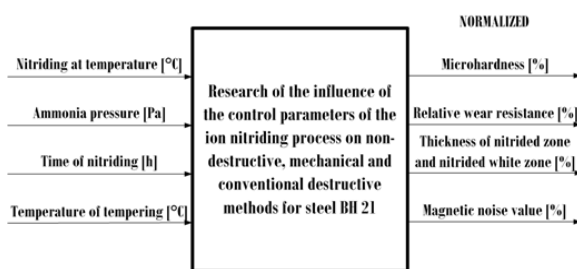 NORMALIZED
Nitriding at temperature [°C]
Ammonia pressure [Pa]
Time of nitriding [h]
Temperature of tempering [°C]
Research of the influence of
the control parameters of the
ion nitriding process on non-
destructive, mechanical and
conventional destructive
methods for steel BH 21
Microhardness [%]
Relative wear resistance [%]
Thickness of nitrided zone
and nitrided white zone
[%]
Magnetic noise value [%]